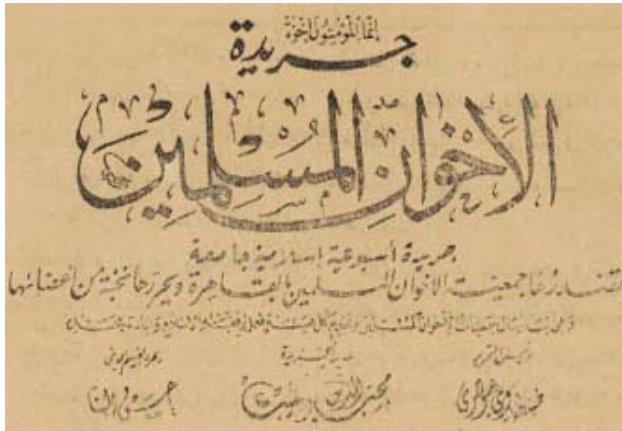 إنما المؤمنون إخوة
جريدة
الإخوان المسلمين
جريدة أسبوعية إسلامية جامعة
تصدرها جمعية الإخوان المسلمين بالقاهرة ويحررها نخبة من أعضائها
رئيس التحرير مدير الجريدة
طنطاوي جوهري محب الدين الخطيب حسن البنا